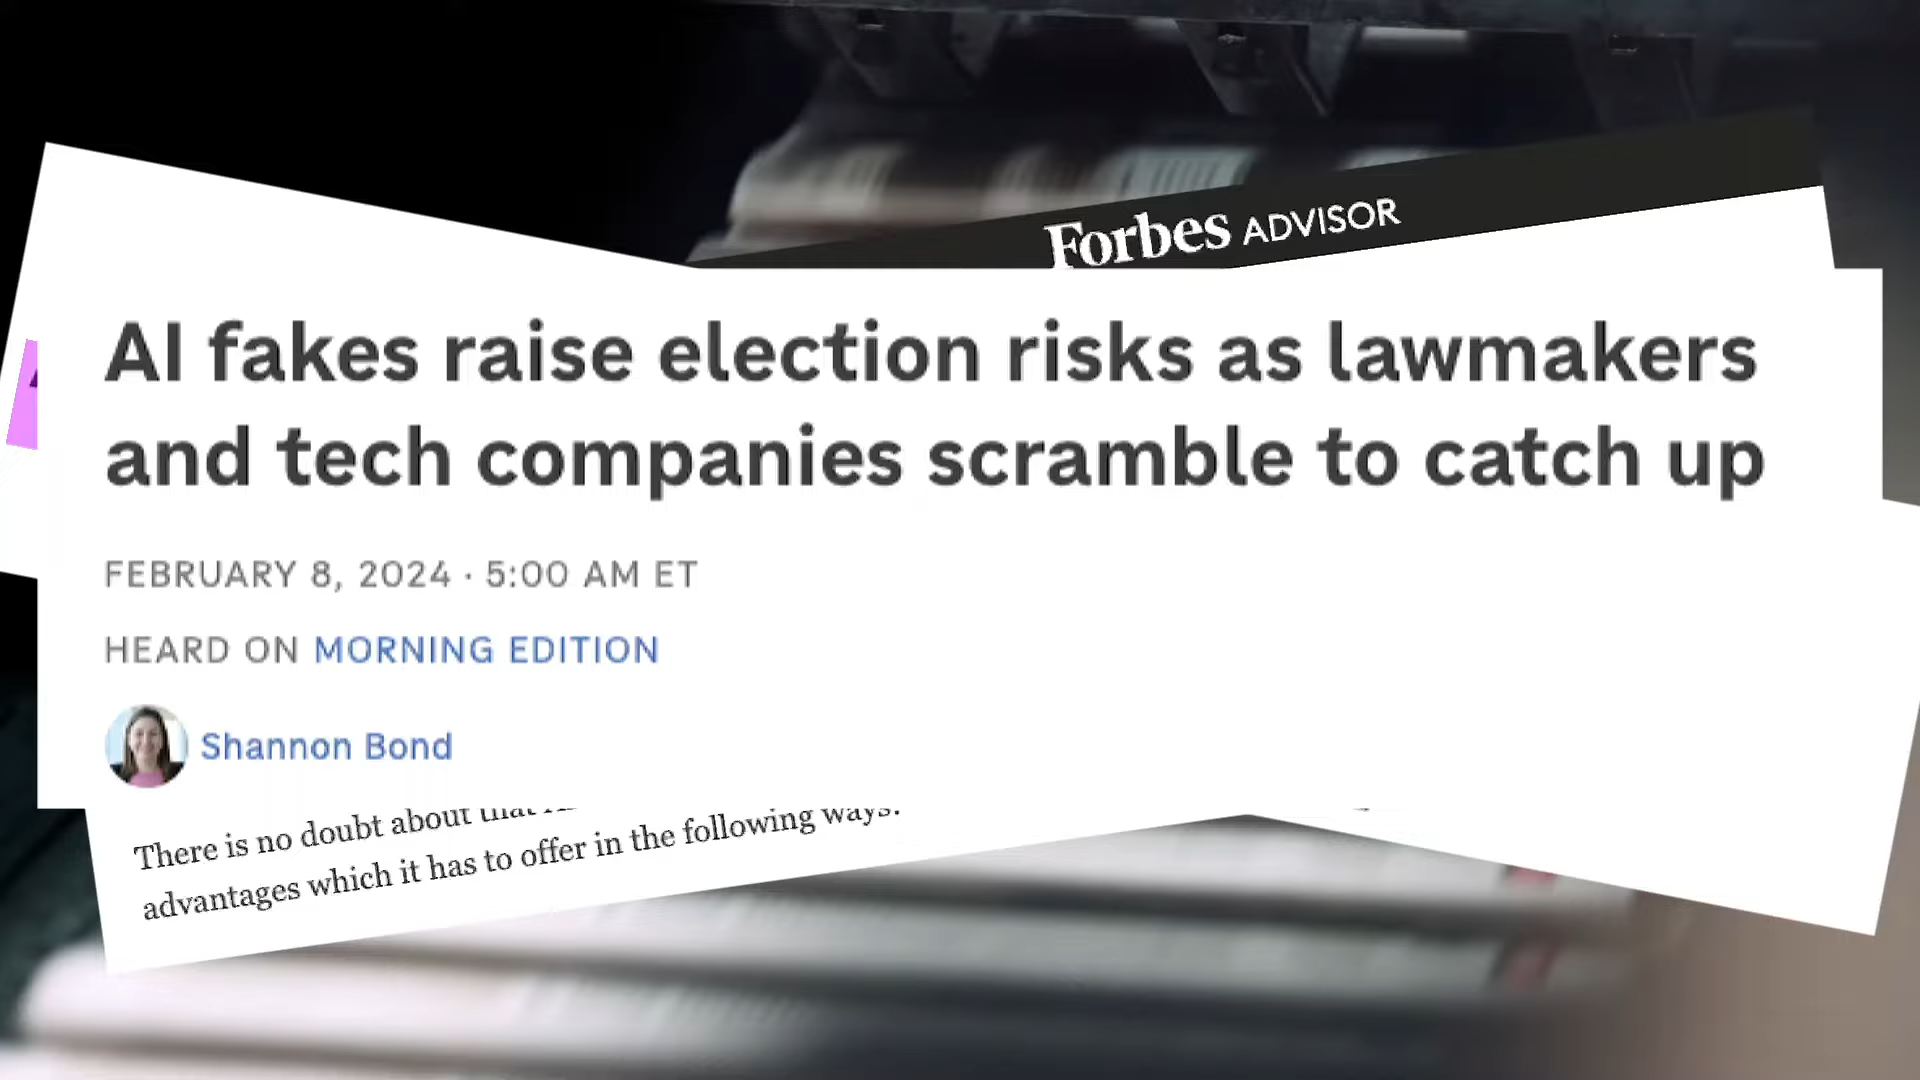 Forbes ADVISOR
AI fakes raise election risks as lawmakers
and tech companies scramble to catch up
FEBRUARY 8, 2024 · 5:00 AM ET
HEARD ON MORNING EDITION
Shannon Bond
There is no doubt about that
advantages which it has to offer in the following ways.